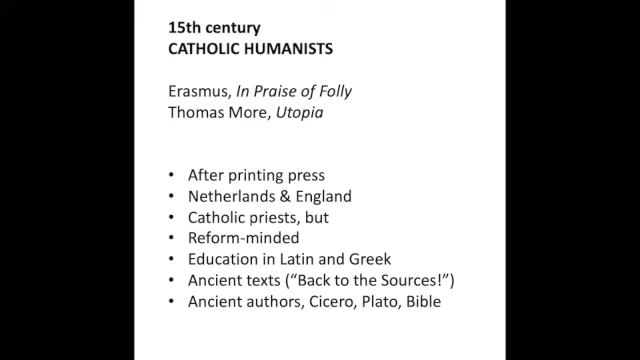 15th century
CATHOLIC HUMANISTS
Erasmus, In Praise of Folly
Thomas More, Utopia
• After printing press
• Netherlands & England
• Catholic priests, but
• Reform-minded
• Education in Latin and Greek
• Ancient texts (“Back to the Sources!”)
• Ancient authors, Cicero, Plato, Bible